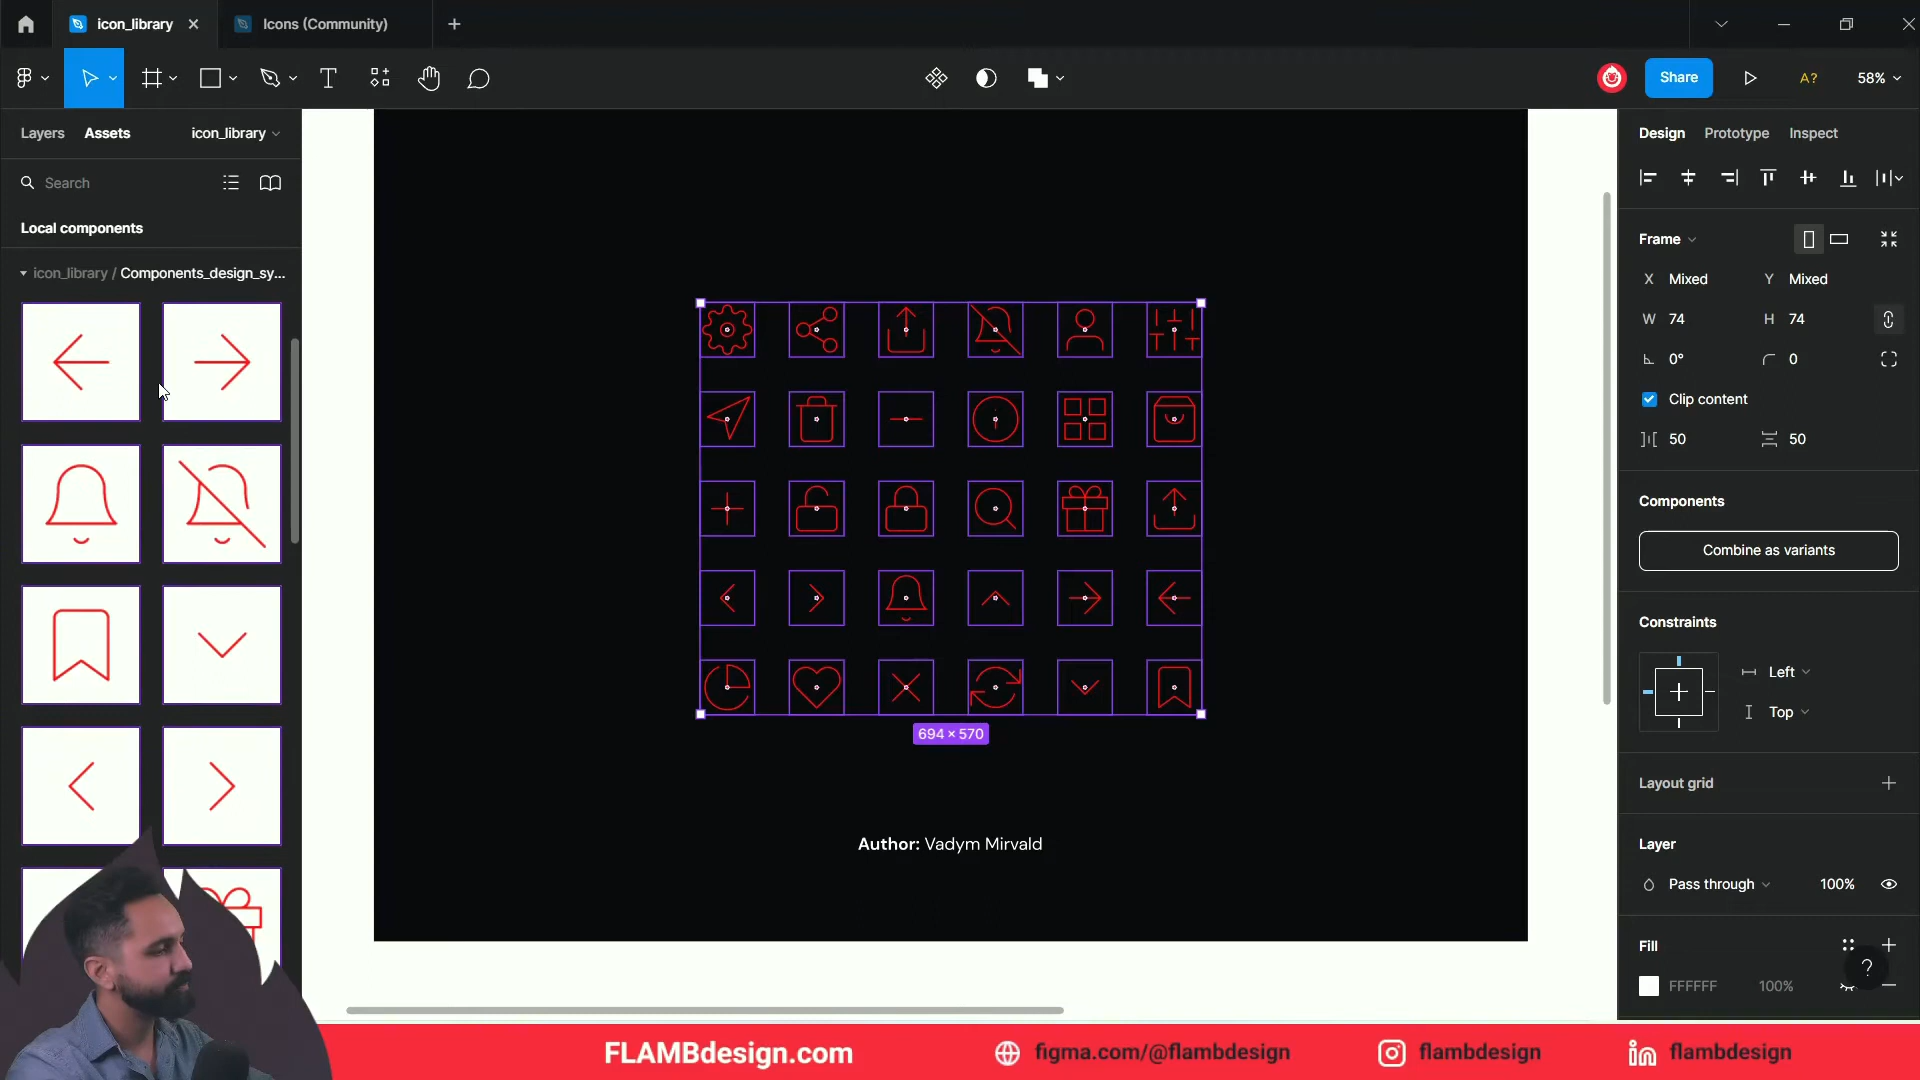 icon_library
Icons (Community)
Share
A?
58%
Layers
Assets
icon_library
Search
Local components
icon_library / Components_design_sy...
694 × 570
Author: Vadym Mirvald
Design
Prototype
Inspect
Frame
X Mixed
Y Mixed
W 74
H 74
0°
0
Clip content
50
50
Components
Combine as variants
Constraints
Left
Top
Layout grid
Layer
Pass through
100%
Fill
FFFFFF
100%
?
FLAMBdesign.com
figma.com/@flambdesign
flambdesign
flambdesign